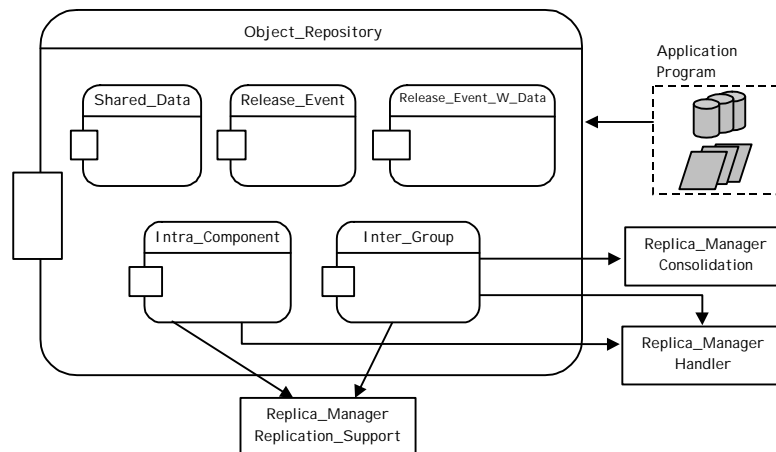 Object_Repository
Application
Program
Shared_Data
Release_Event
Release_Event_W_Data
Intra_Component
Inter_Group
Replica_Manager
Consolidation
Replica_Manager
Handler
Replica_Manager
Replication_Support